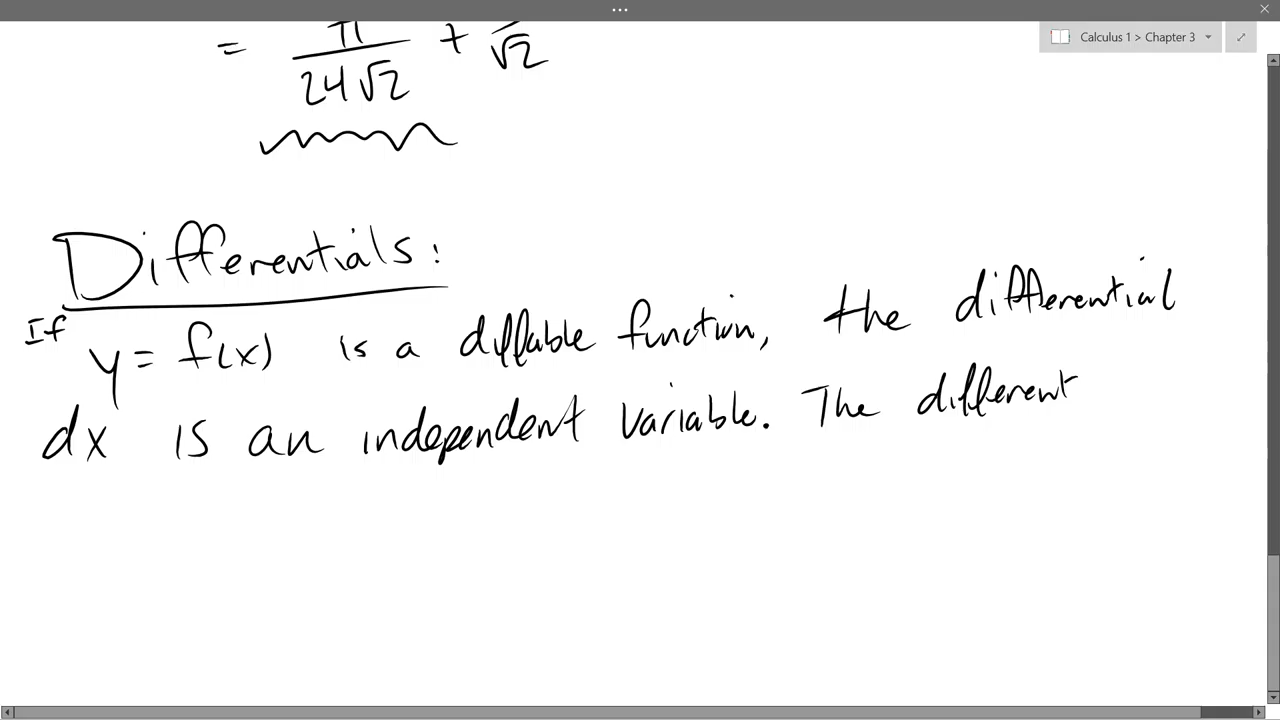 Calculus 1 > Chapter 3
= π/24√2 + /√2
Differentials:
If y = f(x) is a diffable function, the differential
dx is an independent variable. The different